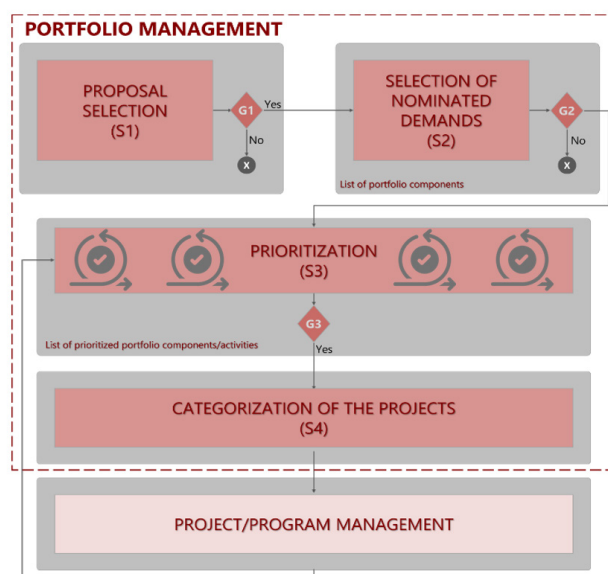 PORTFOLIO MANAGEMENT
PROPOSAL
SELECTION
(S1)
G1
Yes
No
X
SELECTION OF
NOMINATED
DEMANDS
(S2)
G2
No
X
List of portfolio components
PRIORITIZATION
(S3)
G3
Yes
List of prioritized portfolio components/activities
CATEGORIZATION OF THE PROJECTS
(S4)
PROJECT/PROGRAM MANAGEMENT